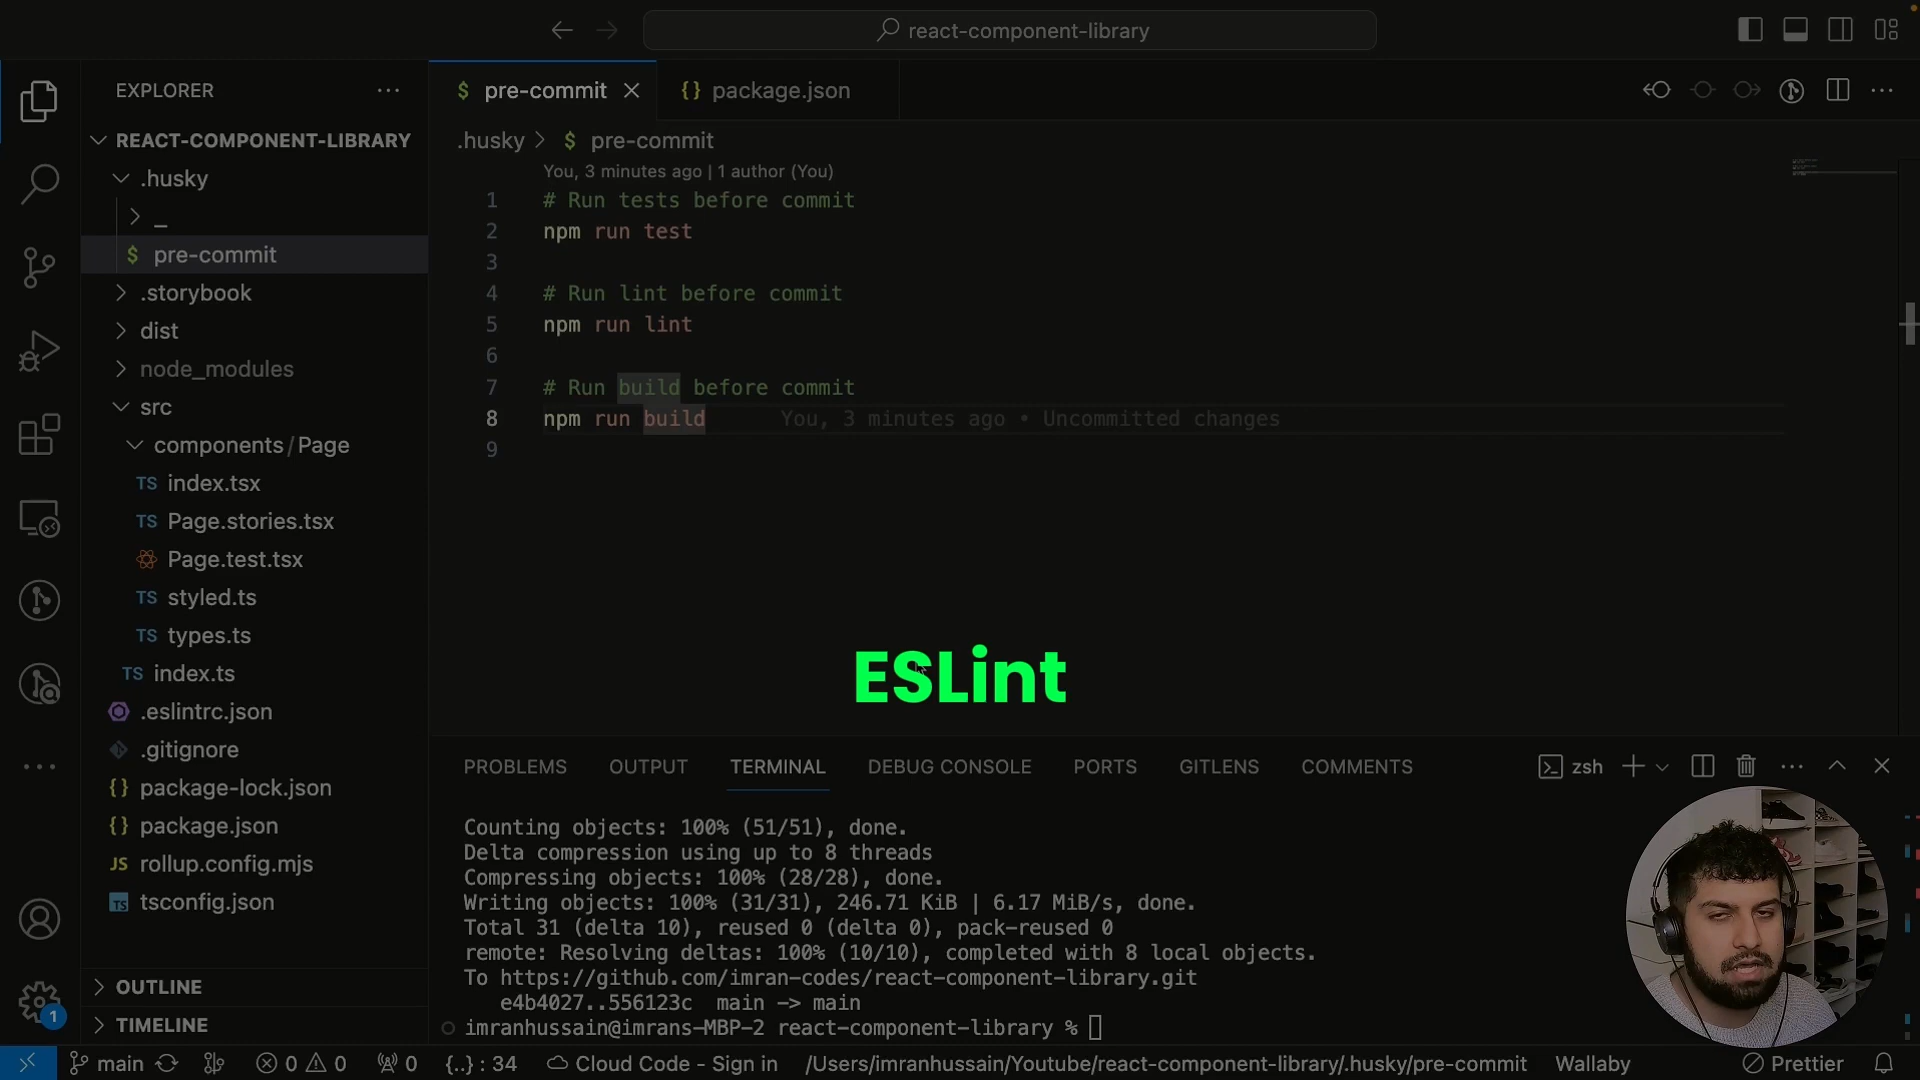 react-component-library
EXPLORER
REACT-COMPONENT-LIBRARY
.husky
_
pre-commit
.storybook
dist
node_modules
src
components/Page
index.tsx
Page.stories.tsx
Page.test.tsx
styled.ts
types.ts
index.ts
.eslintrc.json
.gitignore
package-lock.json
package.json
rollup.config.mjs
tsconfig.json
OUTLINE
TIMELINE
$ pre-commit
{} package.json
.husky > $ pre-commit
You, 3 minutes ago | 1 author (You)
1 # Run tests before commit
2 npm run test
3
4 # Run lint before commit
5 npm run lint
6
7 # Run build before commit
8 npm run build You, 3 minutes ago • Uncommitted changes
9
ESLint
PROBLEMS OUTPUT TERMINAL DEBUG CONSOLE PORTS GITLENS COMMENTS
zsh
Counting objects: 100% (51/51), done.
Delta compression using up to 8 threads
Compressing objects: 100% (28/28), done.
Writing objects: 100% (31/31), 246.71 KiB | 6.17 MiB/s, done.
Total 31 (delta 10), reused 0 (delta 0), pack-reused 0
remote: Resolving deltas: 100% (10/10), completed with 8 local objects.
To https://github.com/imran-codes/react-component-library.git
e4b4027..556123c main -> main
imranhussain@imrans-MBP-2 react-component-library %
1
main 0 0 0 {..} : 34 Cloud Code - Sign in /Users/imranhussain/Youtube/react-component-library/.husky/pre-commit Wallaby Prettier